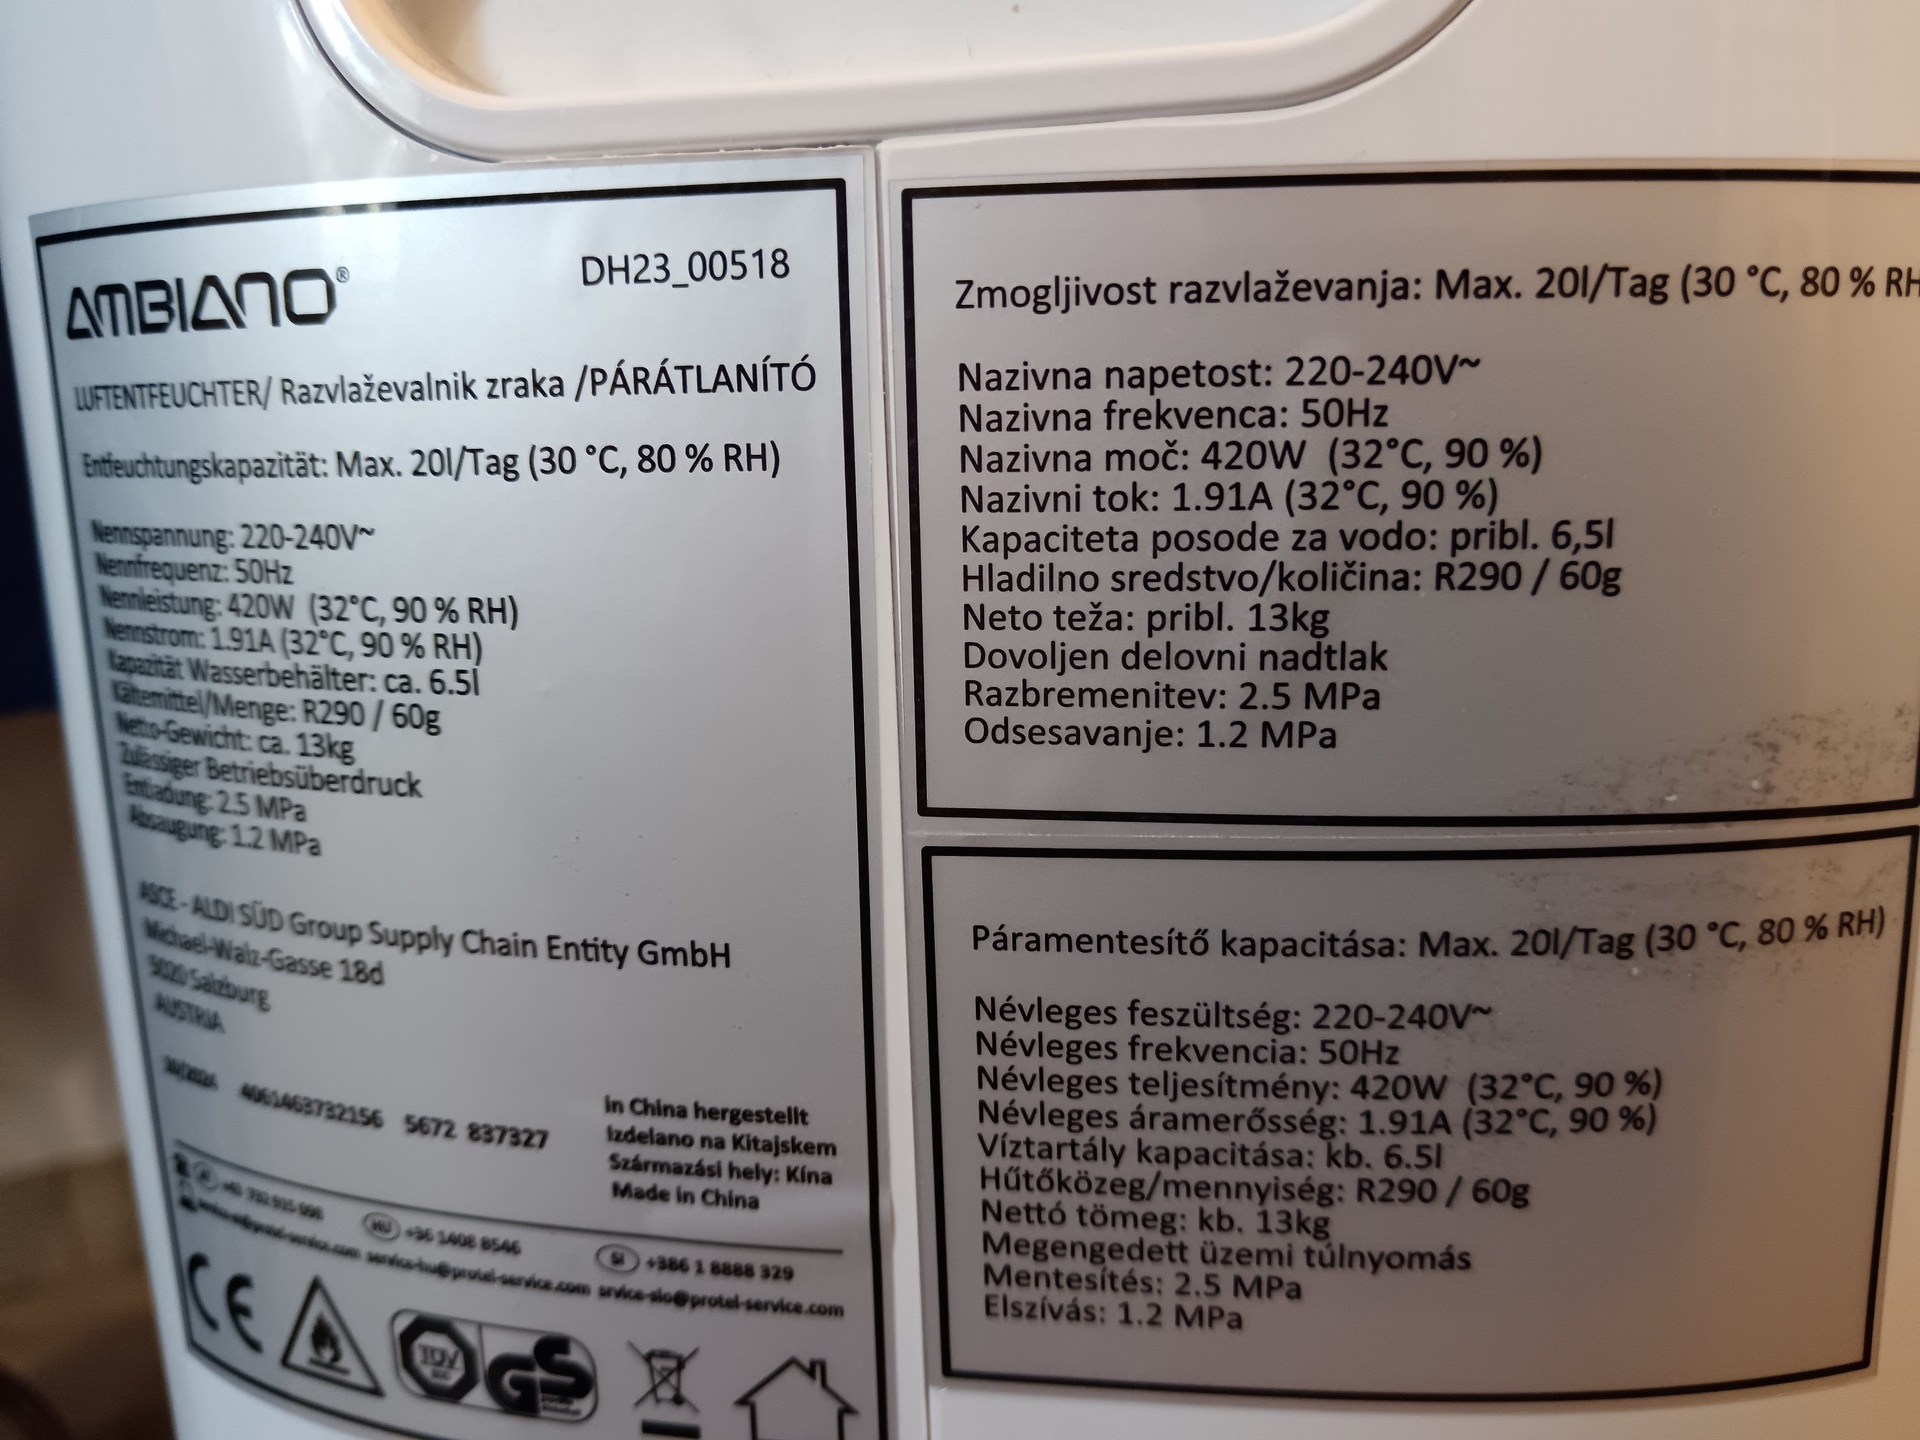 AMBIANO®
DH23_00518
LUFTENTFEUCHTER/ Razvlaževalnik zraka /PÁRÁTLANÍTÓ
Entfeuchtungskapazität: Max. 20l/Tag (30 °C, 80 % RH)
Nennspannung: 220-240V~
Nennfrequenz: 50Hz
Nennleistung: 420W (32°C, 90 % RH)
Nennstrom: 1.91A (32°C, 90 % RH)
Kapazität Wasserbehälter: ca. 6.5l
Kältemittel/Menge: R290 / 60g
Netto-Gewicht: ca. 13kg
Zulässiger Betriebsüberdruck
Entladung: 2.5 MPa
Absaugung: 1.2 MPa
ASCE - ALDI SÜD Group Supply Chain Entity GmbH
Michael-Walz-Gasse 18d
5020 Salzburg
AUSTRIA
4061463732156 5672 837327
in China hergestellt
Izdelano na Kitajskem
Származási hely: Kína
Made in China
HU +36 1408 8546
SI +386 1 8888 329
service-hu@protel-service.com srvice-slo@protel-service.com
CE
TÜV
GS
Zmogljivost razvlaževanja: Max. 20l/Tag (30 °C, 80 % RH
Nazivna napetost: 220-240V~
Nazivna frekvenca: 50Hz
Nazivna moč: 420W (32°C, 90 %)
Nazivni tok: 1.91A (32°C, 90 %)
Kapaciteta posode za vodo: pribl. 6,5l
Hladilno sredstvo/količina: R290 / 60g
Neto teža: pribl. 13kg
Dovoljen delovni nadtlak
Razbremenitev: 2.5 MPa
Odsesavanje: 1.2 MPa
Páramentesítő kapacitása: Max. 20l/Tag (30 °C, 80 % RH)
Névleges feszültség: 220-240V~
Névleges frekvencia: 50Hz
Névleges teljesítmény: 420W (32°C, 90 %)
Névleges áramerősség: 1.91A (32°C, 90 %)
Víztartály kapacitása: kb. 6.5l
Hűtőközeg/mennyiség: R290 / 60g
Nettó tömeg: kb. 13kg
Megengedett üzemi túlnyomás
Mentesítés: 2.5 MPa
Elszívás: 1.2 MPa